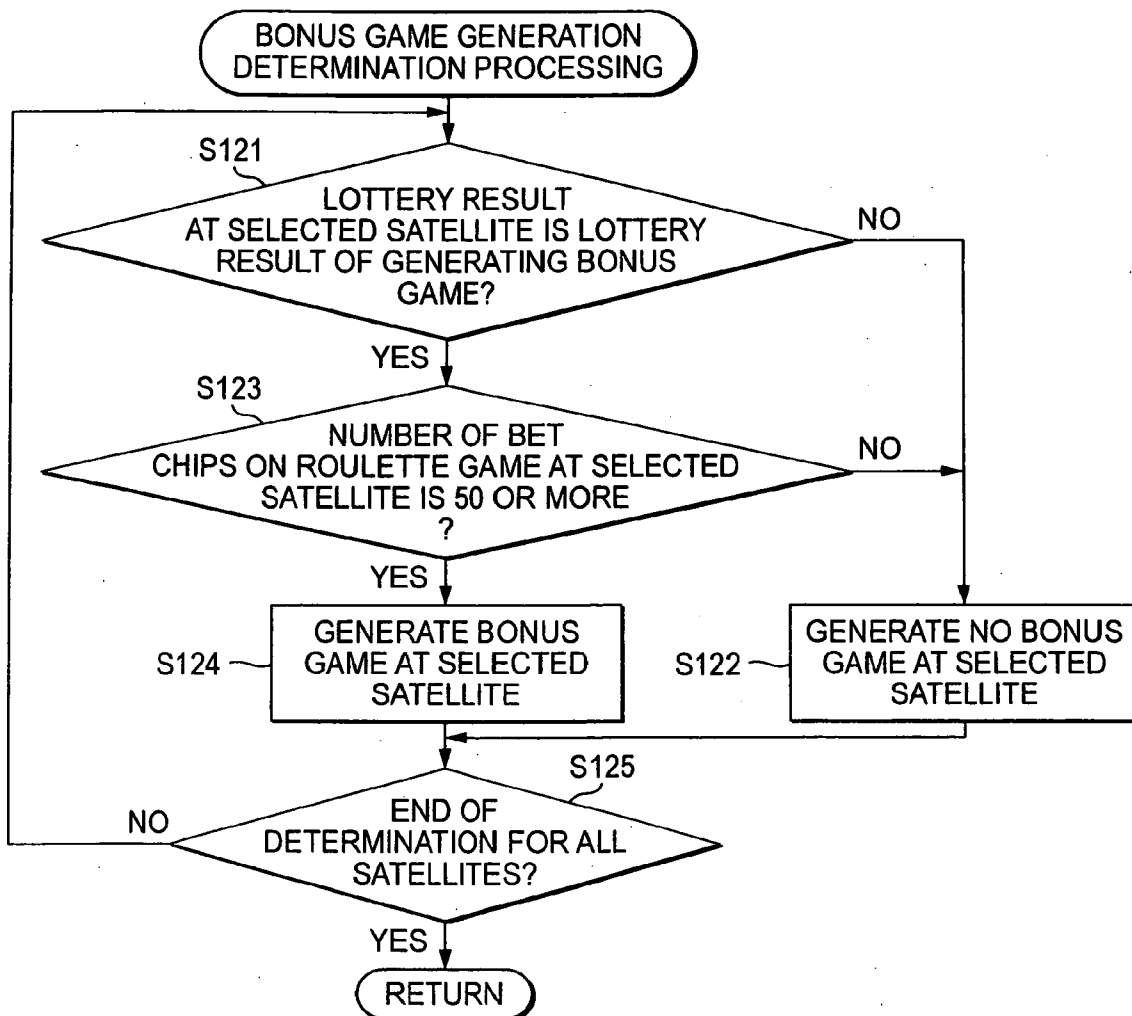 BONUS GAME GENERATION
DETERMINATION PROCESSING
S121
LOTTERY RESULT
AT SELECTED SATELLITE IS LOTTERY
RESULT OF GENERATING BONUS
GAME?
NO
YES
S123
NUMBER OF BET
CHIPS ON ROULETTE GAME AT SELECTED
SATELLITE IS 50 OR MORE
?
NO
YES
S124
GENERATE BONUS
GAME AT SELECTED
SATELLITE
S122
GENERATE NO BONUS
GAME AT SELECTED
SATELLITE
S125
END OF
DETERMINATION FOR ALL
SATELLITES?
NO
YES
RETURN